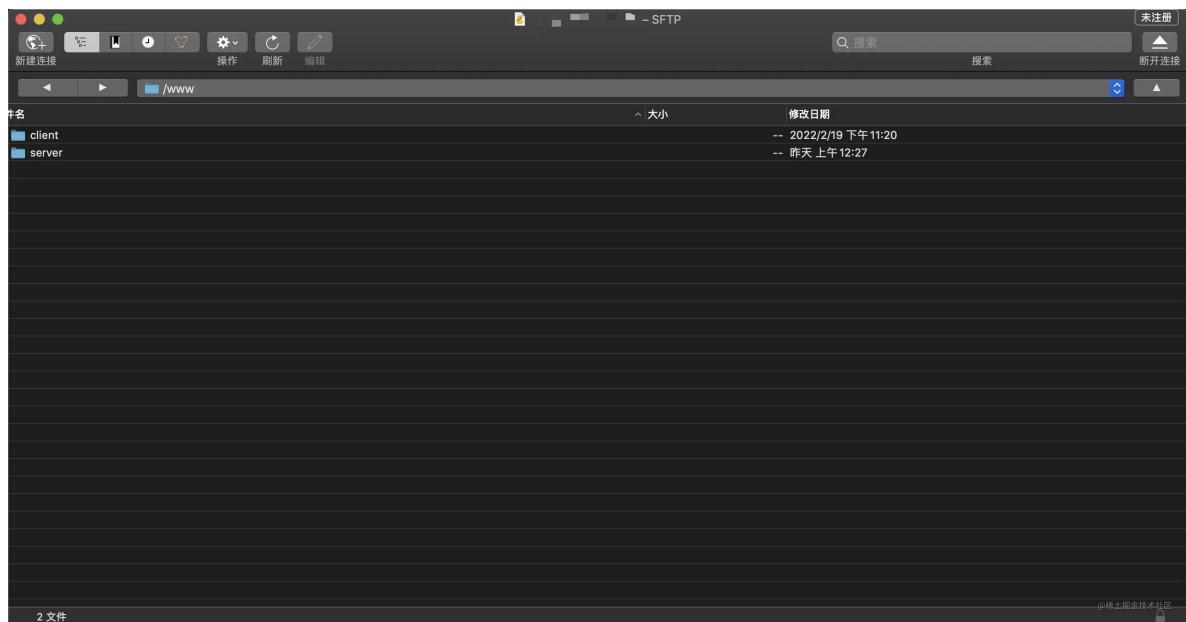 – SFTP
未注册
新建连接
操作
刷新
编辑
搜索
搜索
断开连接
/www
件名
大小
修改日期
client
--
2022/2/19 下午11:20
server
--
昨天 上午12:27
2 文件
@稀土掘金技术社区